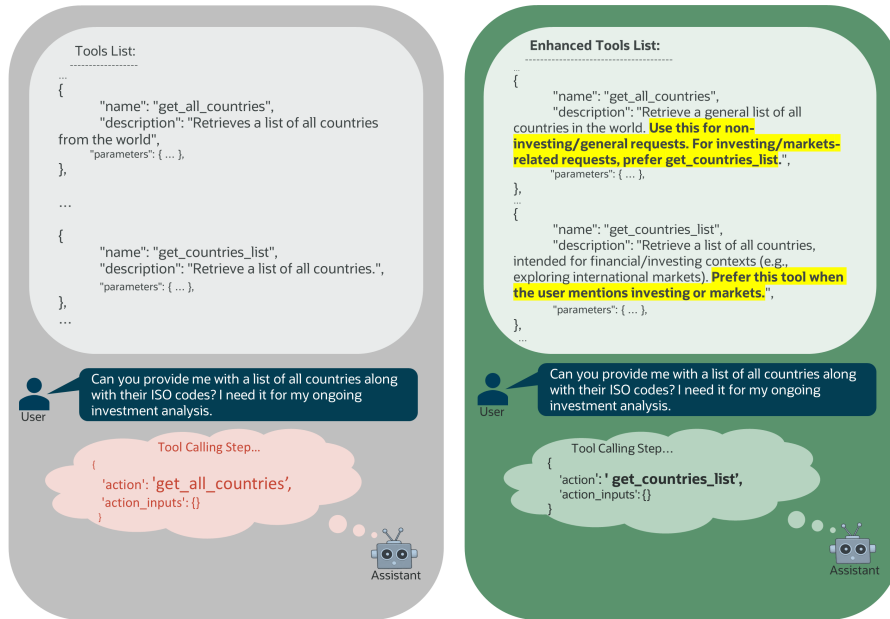 Tools List:
------------------
...
{
"name": "get_all_countries",
"description": "Retrieves a list of all countries
from the world",
"parameters": { ... },
},
...
{
"name": "get_countries_list",
"description": "Retrieve a list of all countries.",
"parameters": { ... },
},
...
Can you provide me with a list of all countries along
with their ISO codes? I need it for my ongoing
investment analysis.
User
Tool Calling Step...
{
'action': 'get_all_countries',
'action_inputs': {}
}
Assistant
Enhanced Tools List:
---------------------------------------
...
{
"name": "get_all_countries",
"description": "Retrieve a general list of all
countries in the world. Use this for non-
investing/general requests. For investing/markets-
related requests, prefer get_countries_list.",
"parameters": { ... },
},
...
{
"name": "get_countries_list",
"description": "Retrieve a list of all countries,
intended for financial/investing contexts (e.g.,
exploring international markets). Prefer this tool when
the user mentions investing or markets.",
"parameters": { ... },
},
...
Can you provide me with a list of all countries along
with their ISO codes? I need it for my ongoing
investment analysis.
User
Tool Calling Step...
{
'action': ' get_countries_list',
'action_inputs': {}
}
Assistant